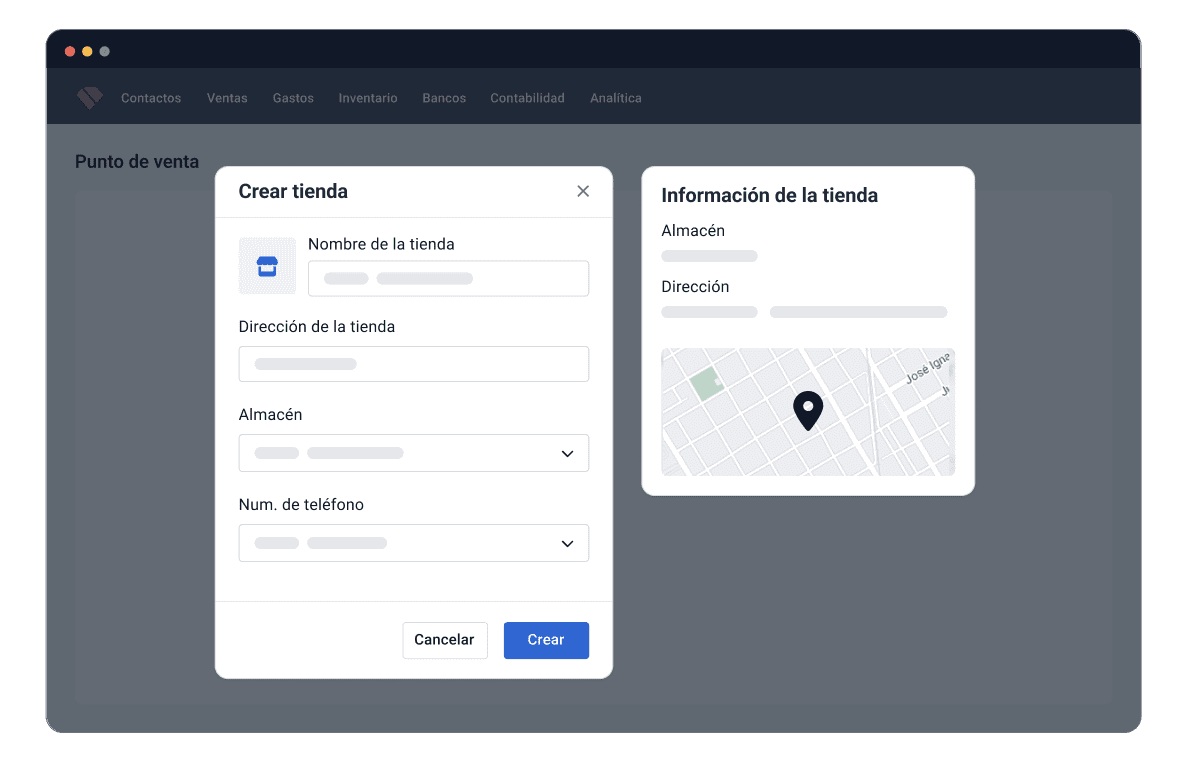 Contactos Ventas Gastos Inventario Bancos Contabilidad Analítica
Punto de venta
Crear tienda
Nombre de la tienda
Dirección de la tienda
Almacén
Num. de teléfono
Cancelar Crear
Información de la tienda
Almacén
Dirección
José Igna